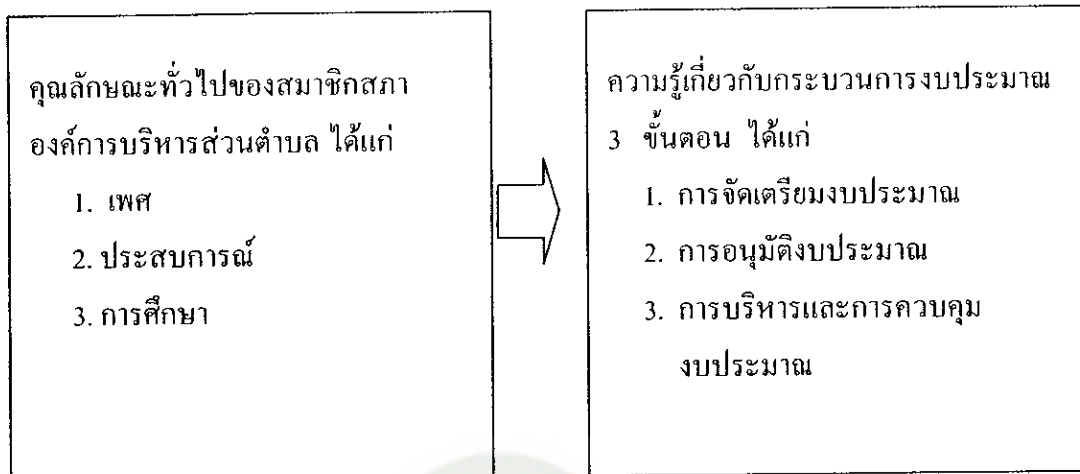 คุณลักษณะทั่วไปของสมาชิกสภา
องค์การบริหารส่วนตำบล ได้แก่
1. เพศ
2. ประสบการณ์
3. การศึกษา
ความรู้เกี่ยวกับกระบวนการงบประมาณ
3 ขั้นตอน ได้แก่
1. การจัดเตรียมงบประมาณ
2. การอนุมัติงบประมาณ
3. การบริหารและการควบคุม
งบประมาณ